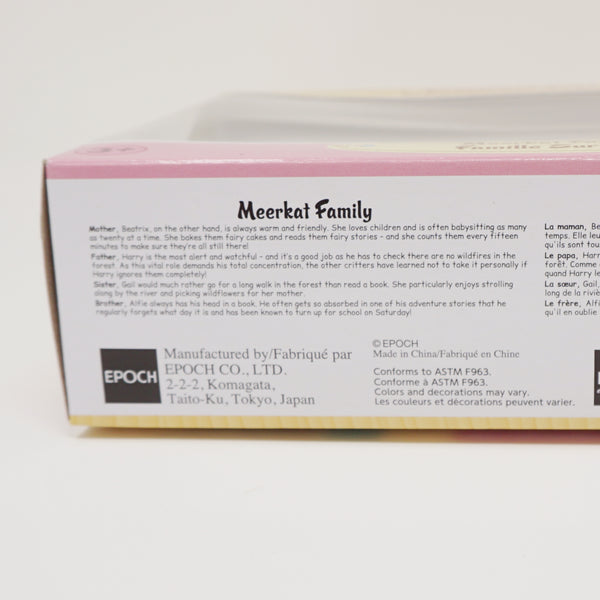 3+
Famille Sur
Meerkat Family
Mother, Beatrix, on the other hand, is always warm and friendly. She loves children and is often babysitting as many
as twenty at a time. She bakes them fairy cakes and reads them fairy stories - and she counts them every fifteen
minutes to make sure they're all still there!
Father, Harry is the most alert and watchful - and it's a good job as he has to check there are no wildfires in the
forest. As this vital role demands his total concentration, the other critters have learned not to take it personally if
Harry ignores them completely!
Sister, Gail would much rather go for a long walk in the forest than read a book. She particularly enjoys strolling
along by the river and picking wildflowers for her mother.
Brother, Alfie always has his head in a book. He often gets so absorbed in one of his adventure stories that he
regularly forgets what day it is and has been known to turn up for school on Saturday!
La maman, Be
temps. Elle leu
qu'ils sont tou
Le papa, Harr
forêt. Comme
quand Harry le
La sœur, Gail,
long de la riviè
Le frère, Alfi
qu'il en oublie
EPOCH
Manufactured by/Fabriqué par
EPOCH CO., LTD.
2-2-2, Komagata,
Taito-Ku, Tokyo, Japan
©EPOCH
Made in China/Fabriqué en Chine
Conforms to ASTM F963.
Conforme à ASTM F963.
Colors and decorations may vary.
Les couleurs et décorations peuvent varier.